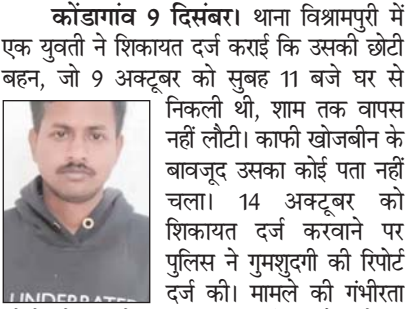 कोंडागांव 9 दिसंबर। थाना विश्रामपुरी में
एक युवती ने शिकायत दर्ज कराई कि उसकी छोटी
बहन, जो 9 अक्टूबर को सुबह 11 बजे घर से
निकली थी, शाम तक वापस
नहीं लौटी। काफी खोजबीन के
बावजूद उसका कोई पता नहीं
चला। 14 अक्टूबर को
शिकायत दर्ज करवाने पर
पुलिस ने गुमशुदगी की रिपोर्ट
दर्ज की। मामले की गंभीरता